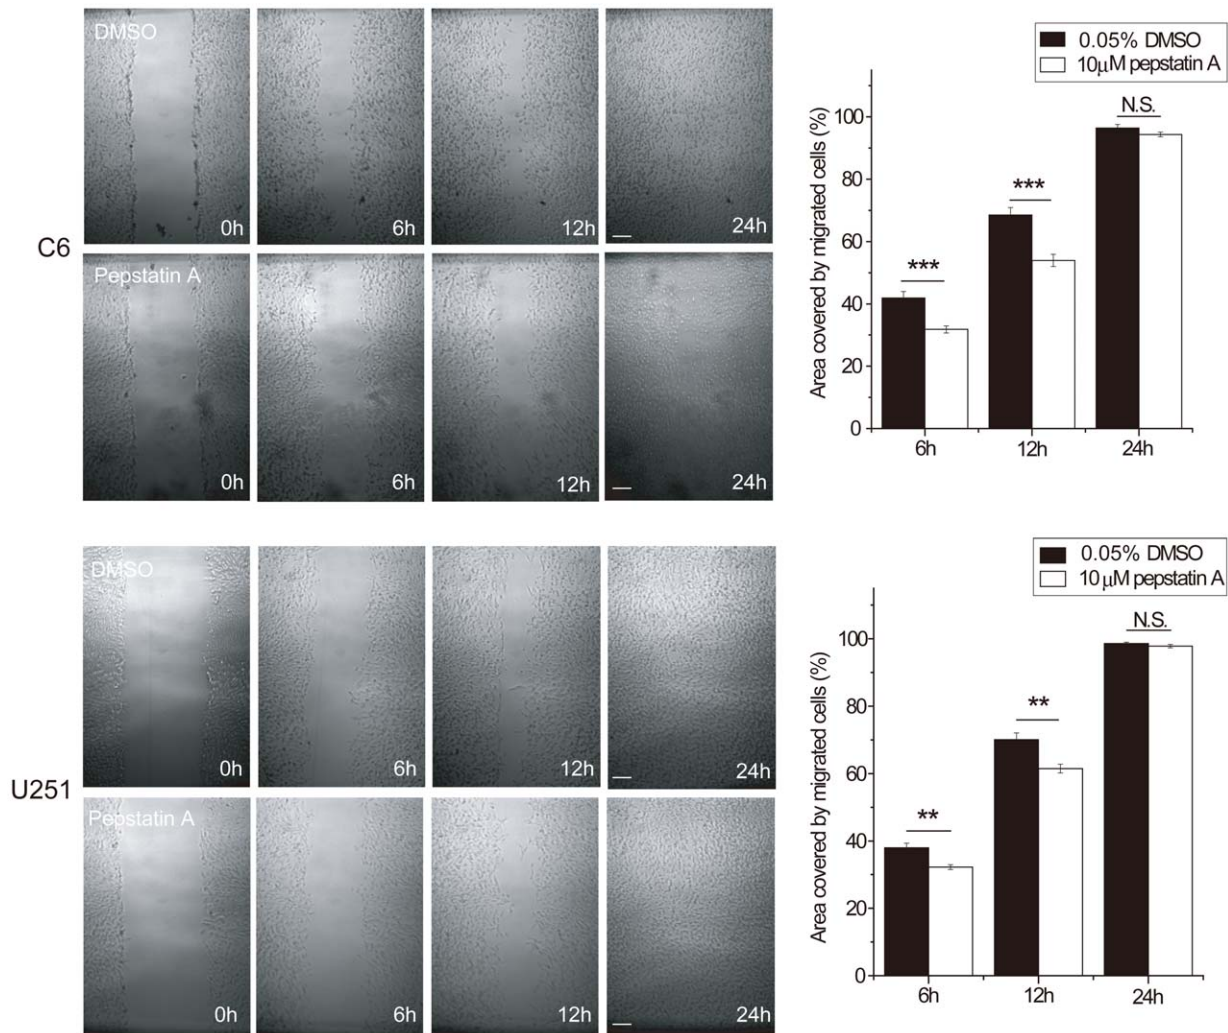 DMSO
0h
6h
12h
24h
C6
Pepstatin A
0h
6h
12h
24h
0.05% DMSO
10μM pepstatin A
Area covered by migrated cells (%)
100
80
60
40
20
0
***
***
N.S.
6h
12h
24h
DMSO
0h
6h
12h
24h
U251
Pepstatin A
0h
6h
12h
24h
0.05% DMSO
10μM pepstatin A
Area covered by migrated cells (%)
100
80
60
40
20
0
**
**
N.S.
6h
12h
24h